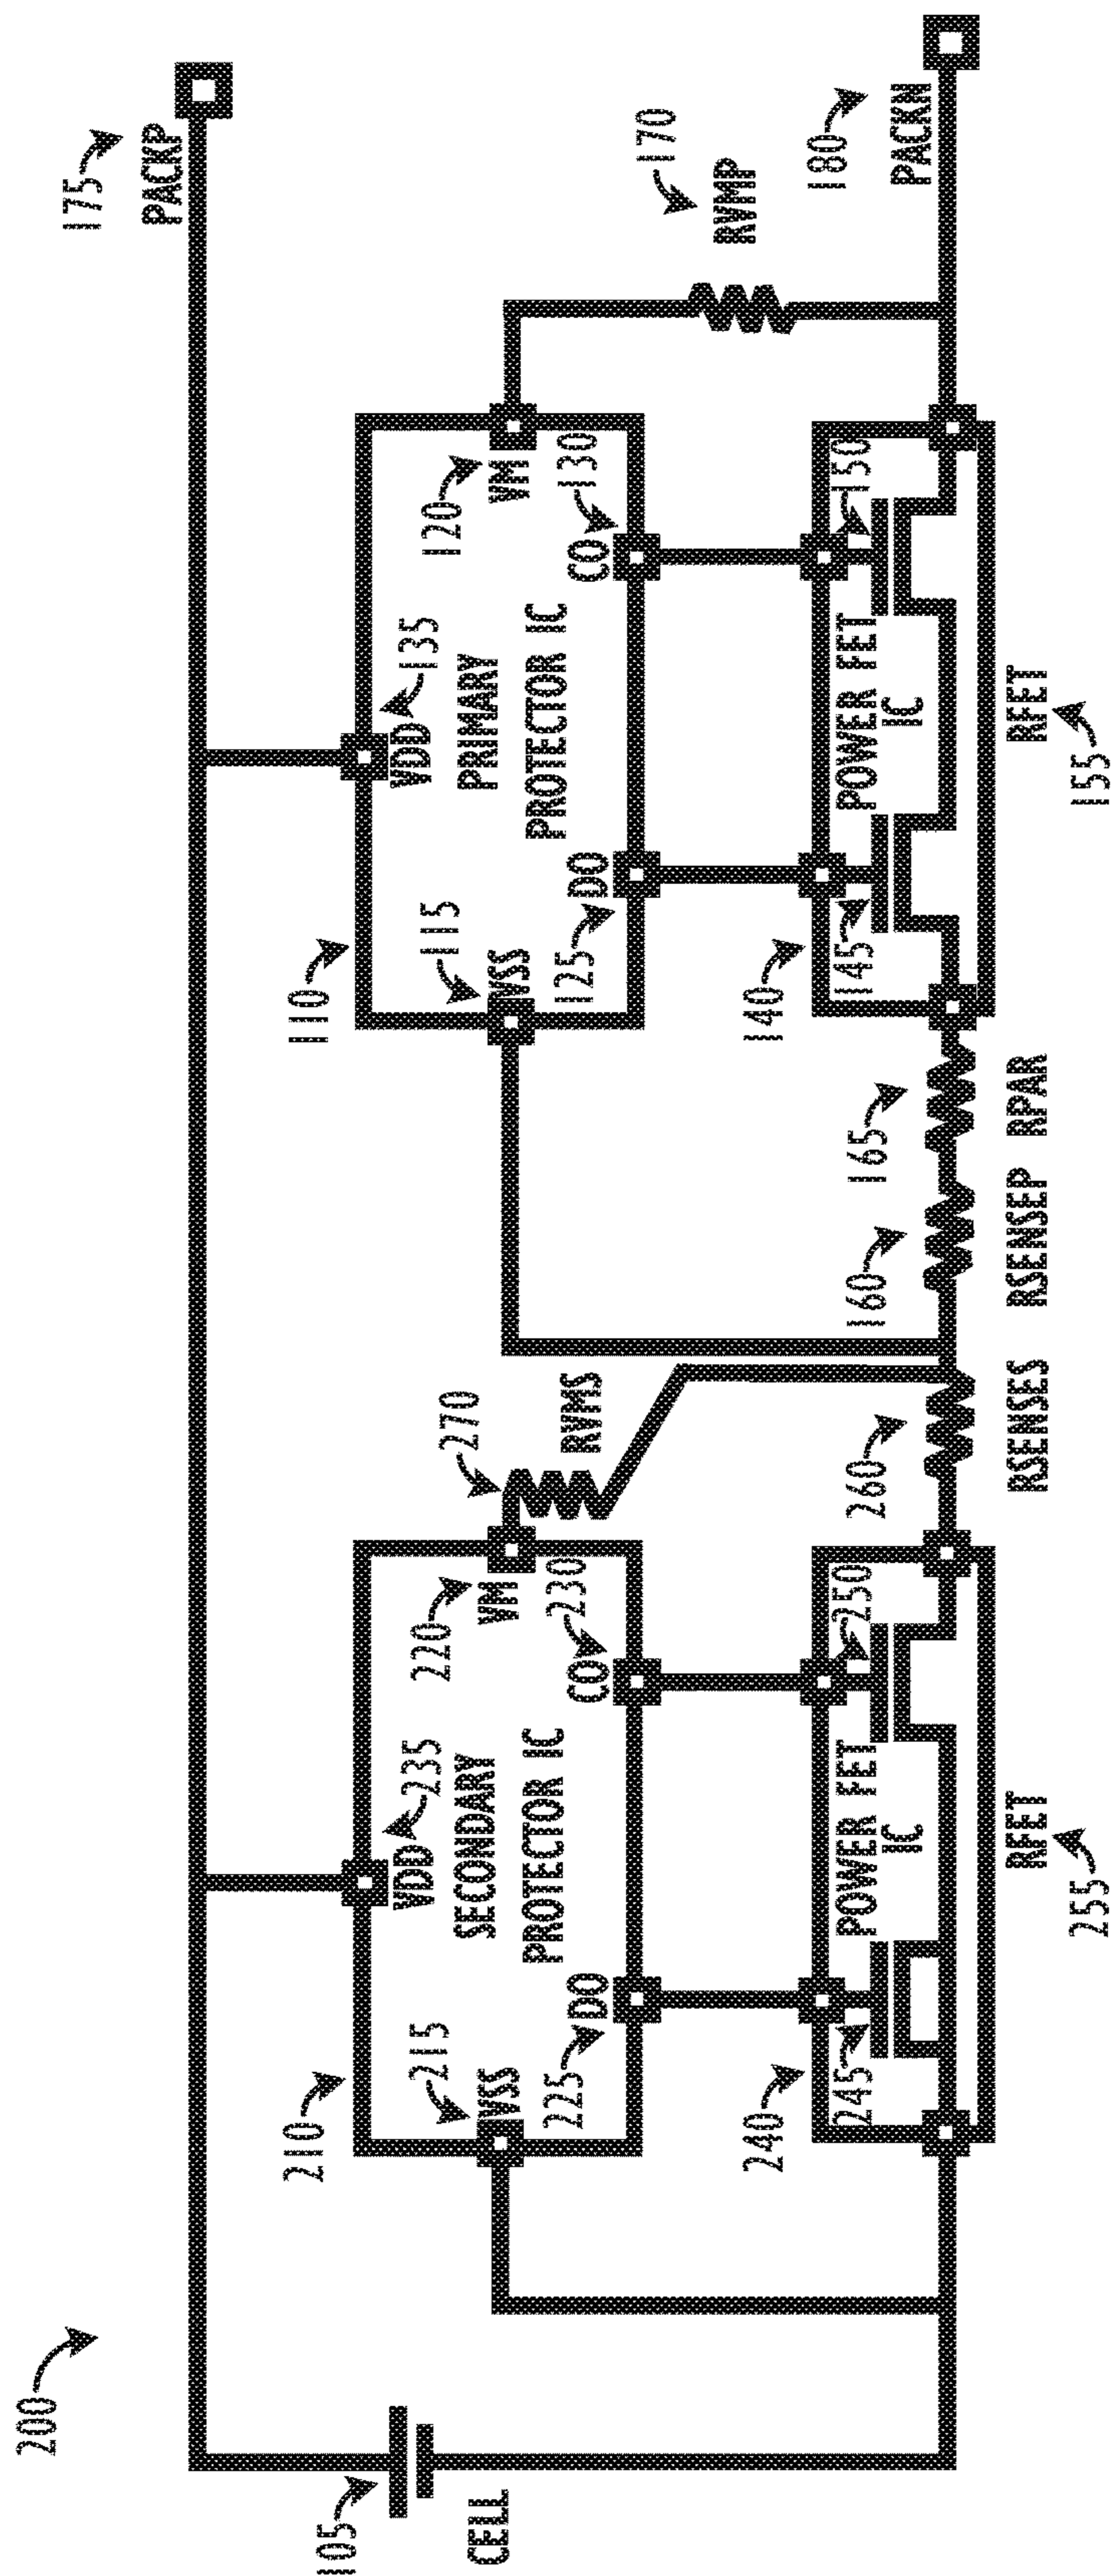 200
175
PACKP
105
CELL
210
235
VDD
SECONDARY
PROTECTOR IC
215
VSS
220
VM
225
DO
230
CO
270
RVMS
110
135
VDD
PRIMARY
PROTECTOR IC
115
VSS
120
VM
125
DO
130
CO
170
RVMP
240
245
250
POWER FET
IC
RFET
255
260
RSENSES
160
RSENSEP
165
RPAR
140
145
150
POWER FET
IC
RFET
155
180
PACKN